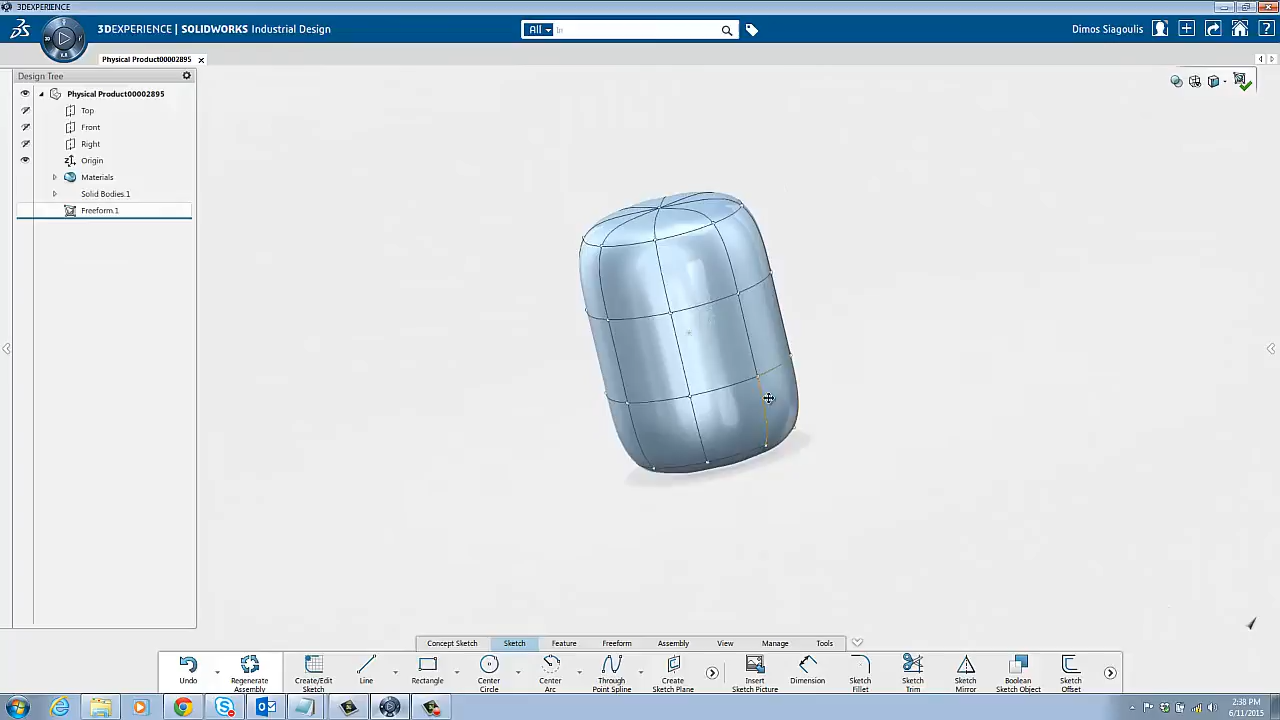 3DEXPERIENCE
3DEXPERIENCE | SOLIDWORKS Industrial Design
All
Dimos Siagoulis
Physical Product00002895
Design Tree
Physical Product00002895
Top
Front
Right
Origin
Materials
Solid Bodies.1
Freeform.1
Concept Sketch
Sketch
Feature
Freeform
Assembly
View
Manage
Tools
Undo
Regenerate Assembly
Create/Edit Sketch
Line
Rectangle
Center Circle
Center Arc
Through Point Spline
Create Sketch Plane
Insert Sketch Picture
Dimension
Sketch Fillet
Sketch Trim
Sketch Mirror
Boolean Sketch Object
Sketch Offset
2:38 PM
6/11/2015